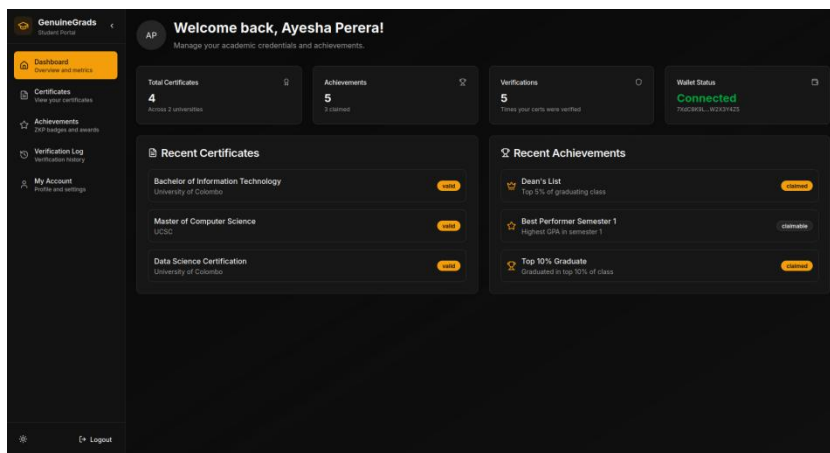 GenuineGrads
Student Portal
Dashboard
Overview and metrics
Certificates
View your certificates
Achievements
ZKP badges and awards
Verification Log
Verification history
My Account
Profile and settings
Logout
AP
Welcome back, Ayesha Perera!
Manage your academic credentials and achievements.
Total Certificates
4
Across 2 universities
Achievements
5
3 claimed
Verifications
5
Times your certs were verified
Wallet Status
Connected
Recent Certificates
Bachelor of Information Technology
University of Colombo
valid
Master of Computer Science
UCSC
valid
Data Science Certification
University of Colombo
valid
Recent Achievements
Dean's List
Top 5% of graduating class
claimed
Best Performer Semester 1
Highest GPA in semester 1
claimable
Top 10% Graduate
Graduated in top 10% of class
claimed